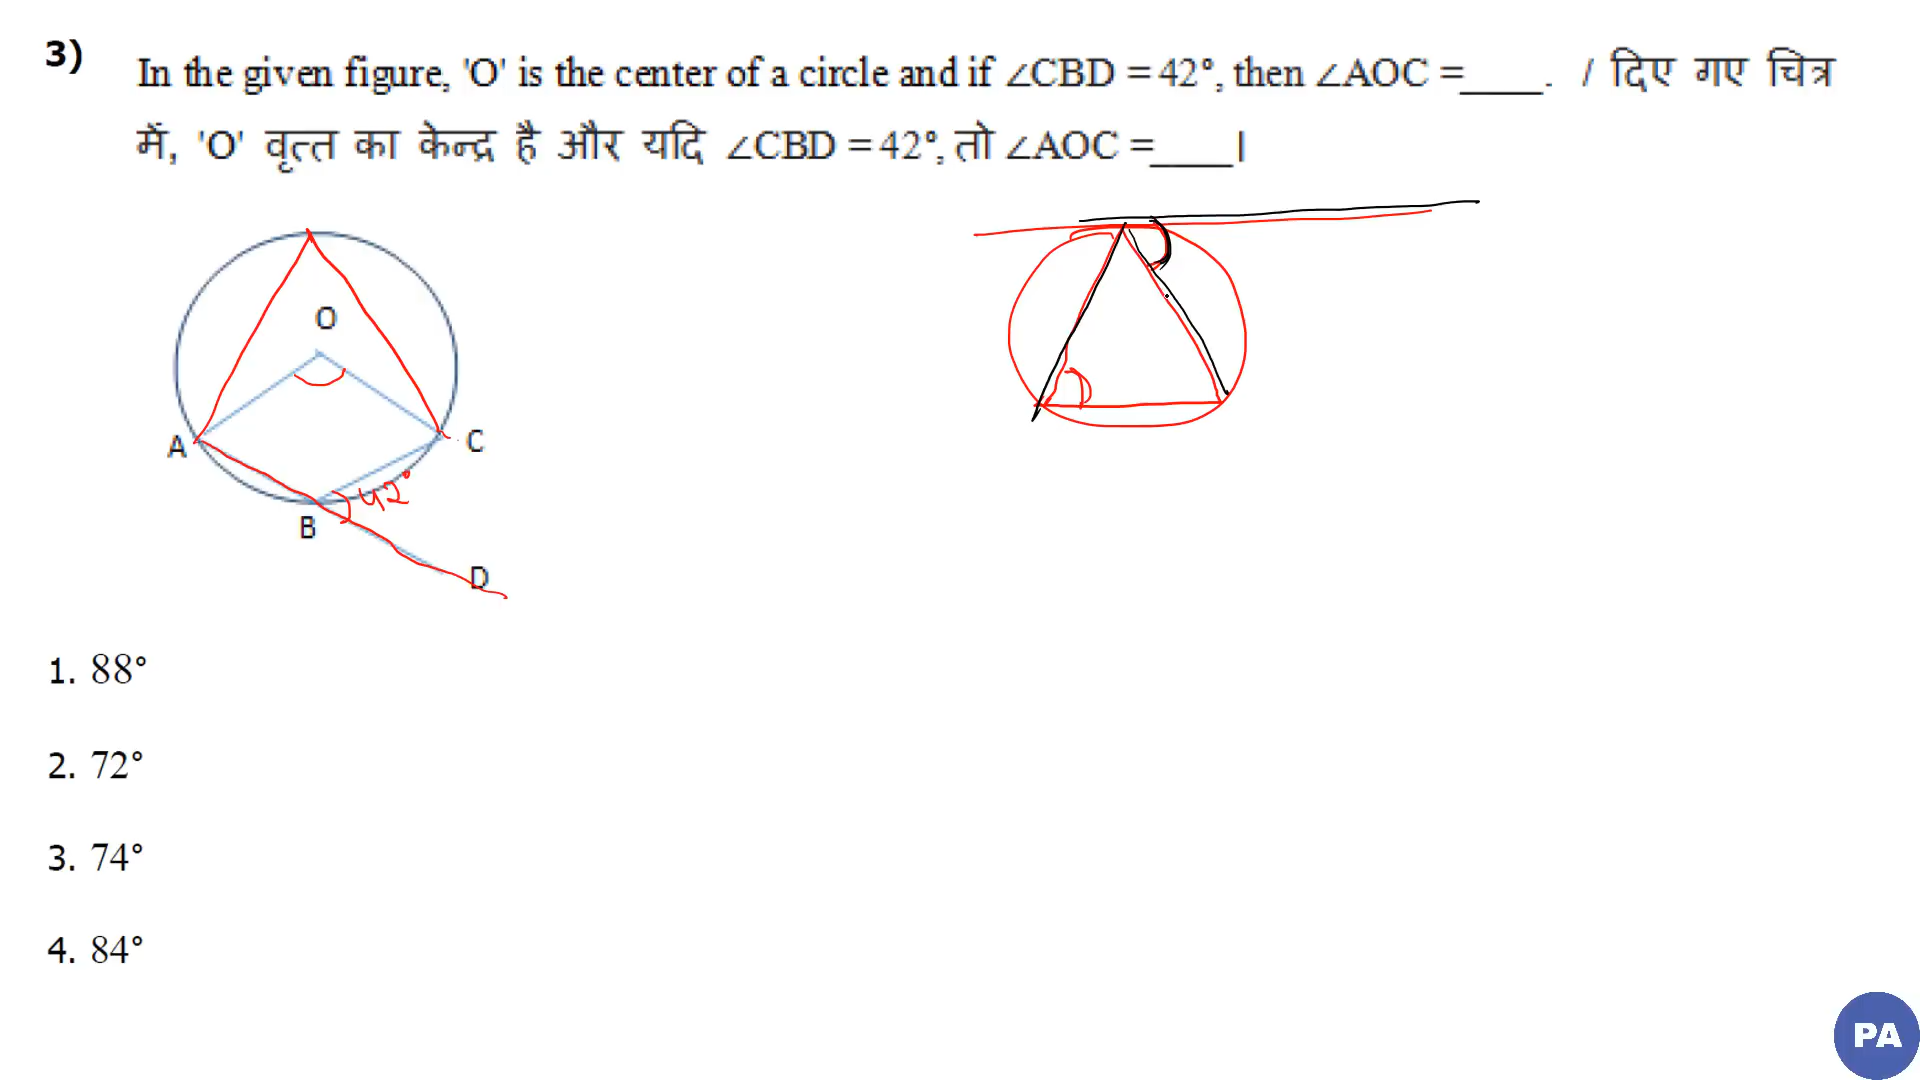 3)
In the given figure, 'O' is the center of a circle and if ∠CBD = 42°, then ∠AOC =____. / दिए गए चित्र
में, 'O' वृत्त का केन्द्र है और यदि ∠CBD = 42°, तो ∠AOC =____।
O
A
C
42°
B
D
1. 88°
2. 72°
3. 74°
4. 84°
PA